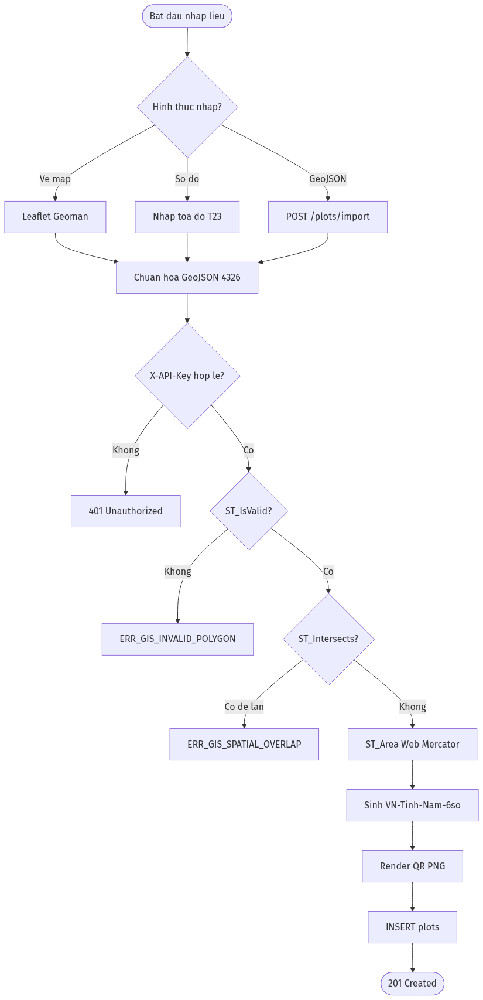 Bat dau nhap lieu
Hinh thuc nhap?
Ve map
So do
GeoJSON
Leaflet Geoman
Nhap toa do T23
POST /plots/import
Chuan hoa GeoJSON 4326
X-API-Key hop le?
Khong
Co
401 Unauthorized
ST_IsValid?
Khong
Co
ERR_GIS_INVALID_POLYGON
ST_Intersects?
Co de lan
Khong
ERR_GIS_SPATIAL_OVERLAP
ST_Area Web Mercator
Sinh VN-Tinh-Nam-6so
Render QR PNG
INSERT plots
201 Created